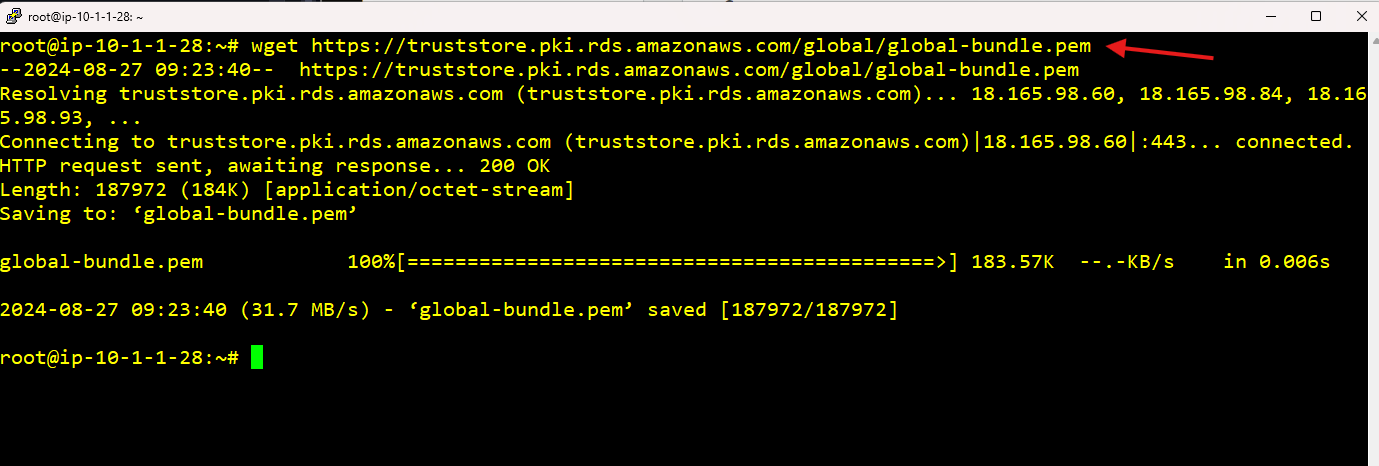 root@ip-10-1-1-28: ~
root@ip-10-1-1-28:~# wget https://truststore.pki.rds.amazonaws.com/global/global-bundle.pem
--2024-08-27 09:23:40--  https://truststore.pki.rds.amazonaws.com/global/global-bundle.pem
Resolving truststore.pki.rds.amazonaws.com (truststore.pki.rds.amazonaws.com)... 18.165.98.60, 18.165.98.84, 18.16
5.98.93, ...
Connecting to truststore.pki.rds.amazonaws.com (truststore.pki.rds.amazonaws.com)|18.165.98.60|:443... connected.
HTTP request sent, awaiting response... 200 OK
Length: 187972 (184K) [application/octet-stream]
Saving to: ‘global-bundle.pem’
global-bundle.pem            100%[============================================>] 183.57K  --.-KB/s    in 0.006s
2024-08-27 09:23:40 (31.7 MB/s) - ‘global-bundle.pem’ saved [187972/187972]
root@ip-10-1-1-28:~#